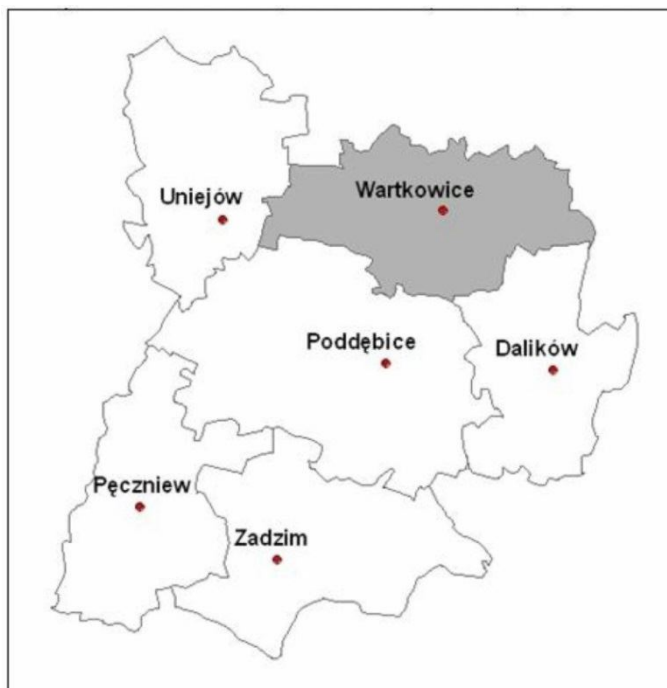 Wartkowice
Uniejów
Poddębice
Dalików
Pęczniew
Zadzim